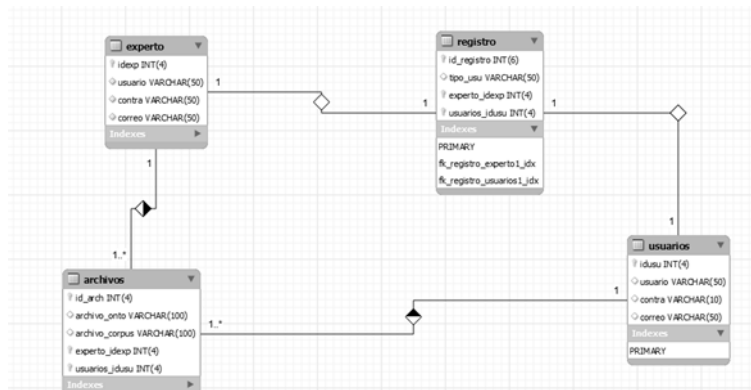 experto
idexp INT(4)
usuario VARCHAR(50)
contra VARCHAR(50)
correo VARCHAR(50)
Indexes
1
1
registro
id_registro INT(6)
tipo_usu VARCHAR(50)
experto_idexp INT(4)
usuarios_idusu INT(4)
Indexes
PRIMARY
fk_registro_experto1_idx
fk_registro_usuarios1_idx
1
1
1
usuarios
idusu INT(4)
usuario VARCHAR(50)
contra VARCHAR(10)
correo VARCHAR(50)
Indexes
PRIMARY
1
1..*
archivos
id_arch INT(4)
archivo_onto VARCHAR(100)
archivo_corpus VARCHAR(100)
experto_idexp INT(4)
usuarios_idusu INT(4)
Indexes
1..*